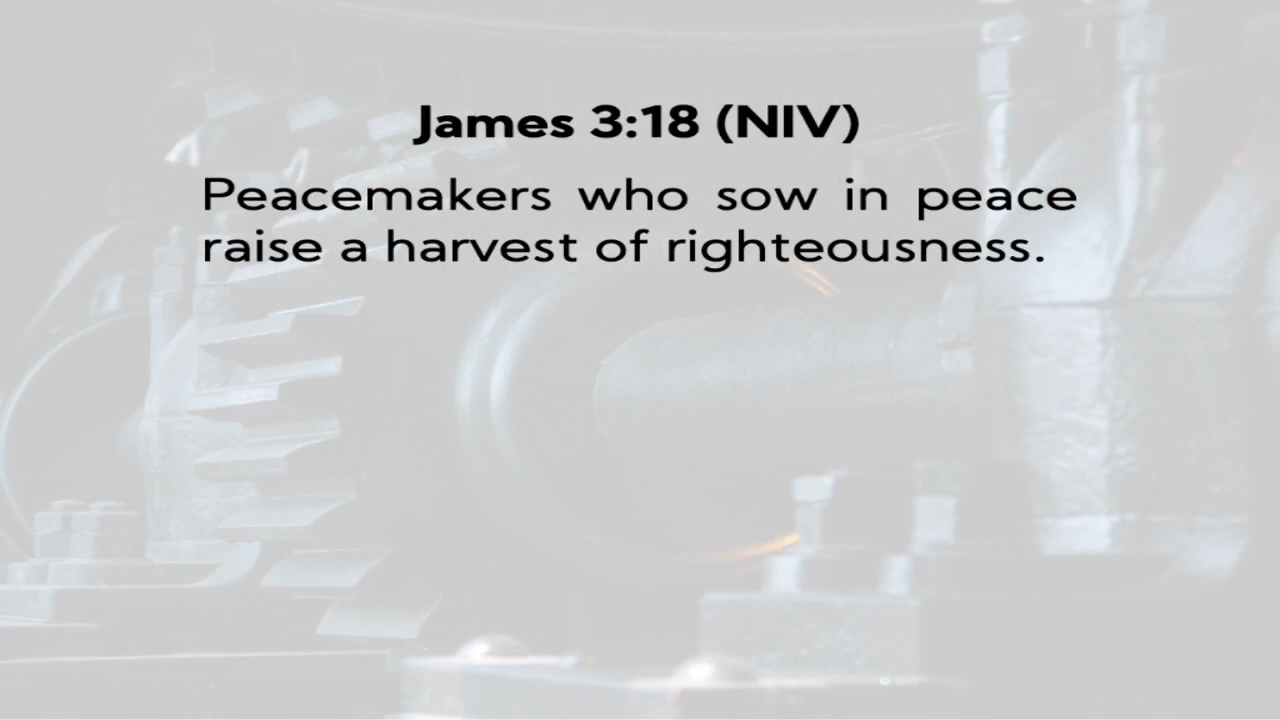 James 3:18 (NIV)
Peacemakers who sow in peace
raise a harvest of righteousness.